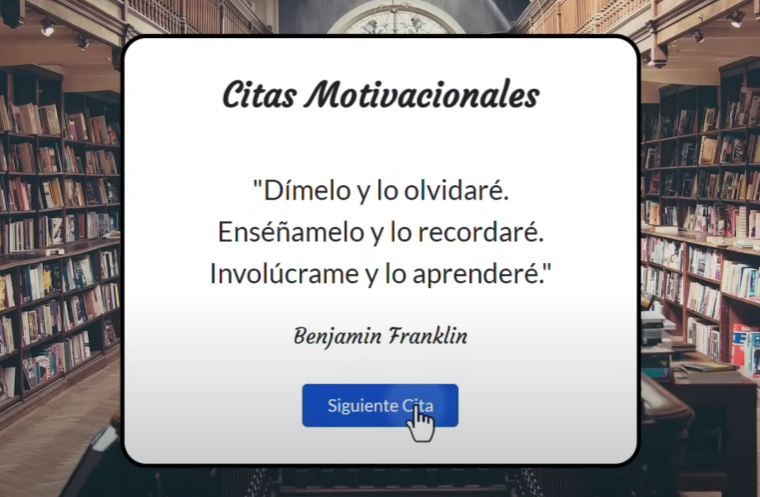 Citas Motivacionales
"Dímelo y lo olvidaré.
Enséñamelo y lo recordaré.
Involúcrame y lo aprenderé."
Benjamin Franklin
Siguiente Cita